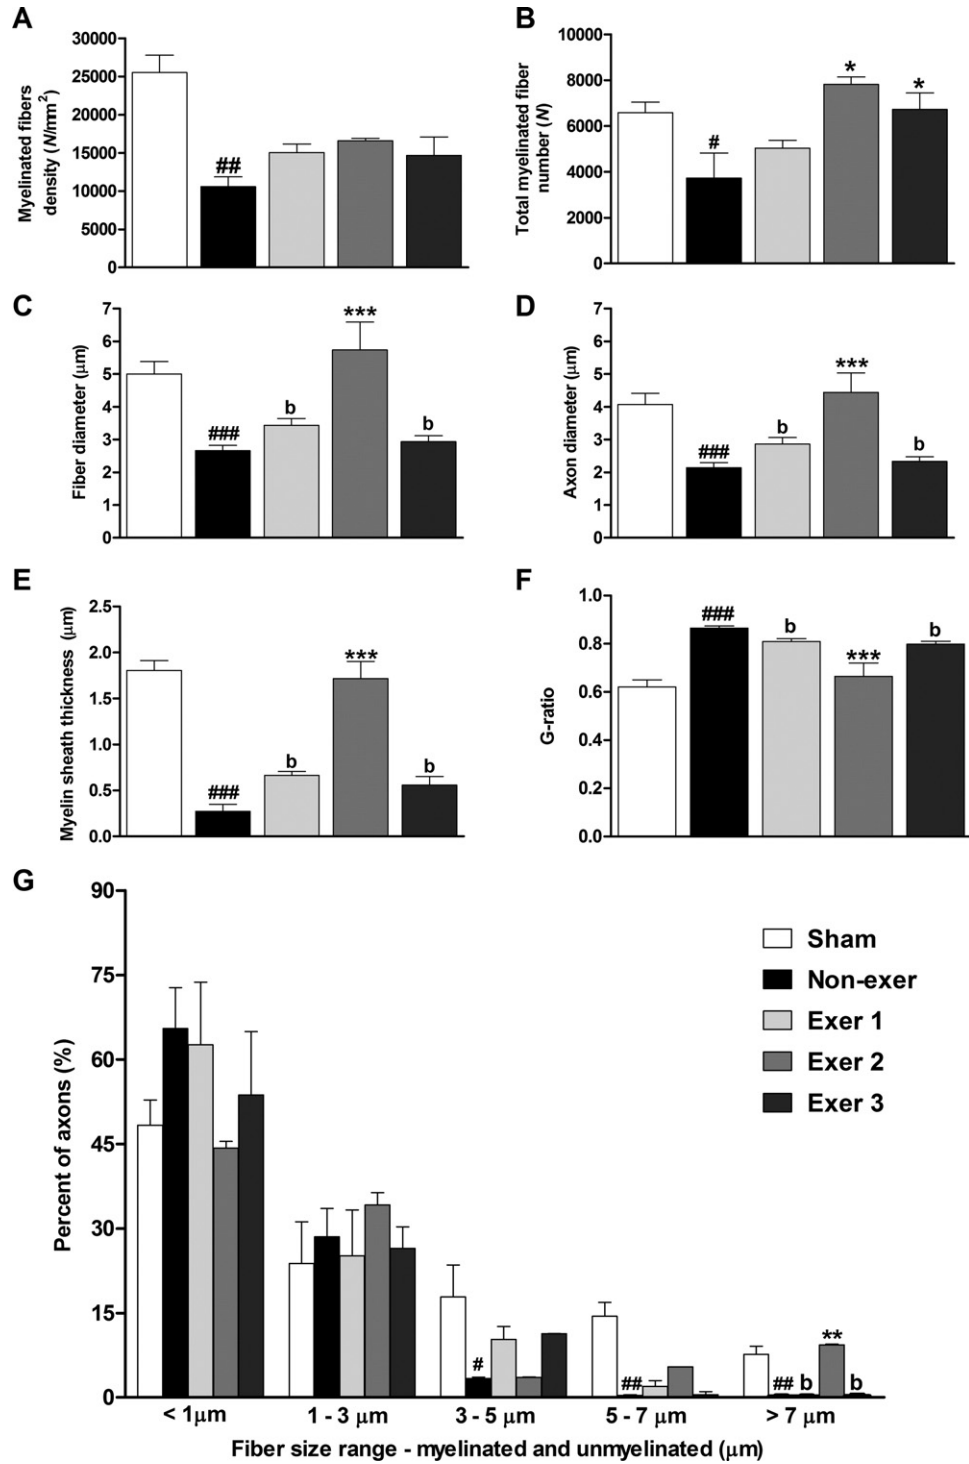 A
Myelinated fibers
density (N/mm²)
30000
25000
20000
15000
10000
5000
0
##
B
Total myelinated fiber
number (N)
10000
8000
6000
4000
2000
0
#
*
*
C
Fiber diameter (μm)
7
6
5
4
3
2
1
0
###
b
***
b
D
Axon diameter (μm)
7
6
5
4
3
2
1
0
###
b
***
b
E
Myelin sheath thickness (μm)
2.5
2.0
1.5
1.0
0.5
0.0
###
b
***
b
F
G-ratio
1.0
0.8
0.6
0.4
0.2
0.0
###
b
***
b
G
Percent of axons (%)
90
75
60
45
30
15
0
Sham
Non-exer
Exer 1
Exer 2
Exer 3
#
##
## b ** b
< 1μm 1 - 3 μm 3 - 5 μm 5 - 7 μm > 7 μm
Fiber size range - myelinated and unmyelinated (μm)